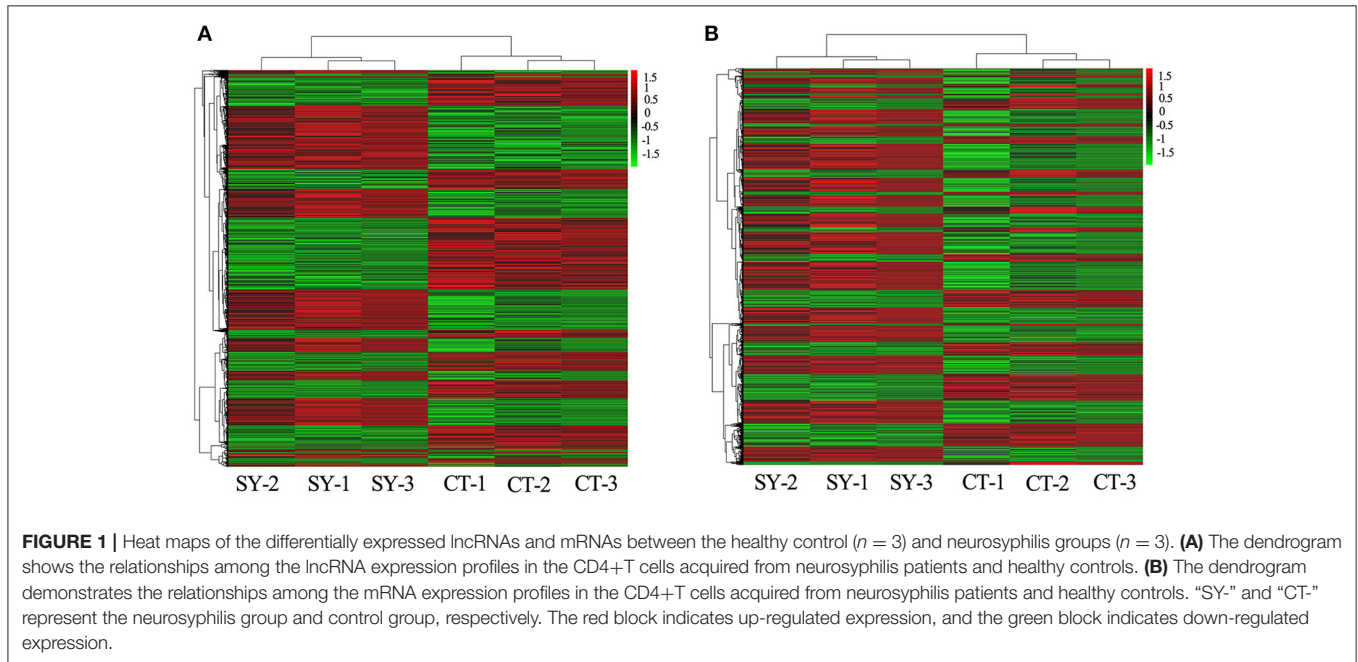 A
1.5
1
0.5
0
-0.5
-1
-1.5
SY-2 SY-1 SY-3 CT-1 CT-2 CT-3
B
1.5
1
0.5
0
-0.5
-1
-1.5
SY-2 SY-1 SY-3 CT-1 CT-2 CT-3
FIGURE 1 | Heat maps of the differentially expressed lncRNAs and mRNAs between the healthy control (n = 3) and neurosyphilis groups (n = 3). (A) The dendrogram
shows the relationships among the lncRNA expression profiles in the CD4+T cells acquired from neurosyphilis patients and healthy controls. (B) The dendrogram
demonstrates the relationships among the mRNA expression profiles in the CD4+T cells acquired from neurosyphilis patients and healthy controls. “SY-” and “CT-”
represent the neurosyphilis group and control group, respectively. The red block indicates up-regulated expression, and the green block indicates down-regulated
expression.